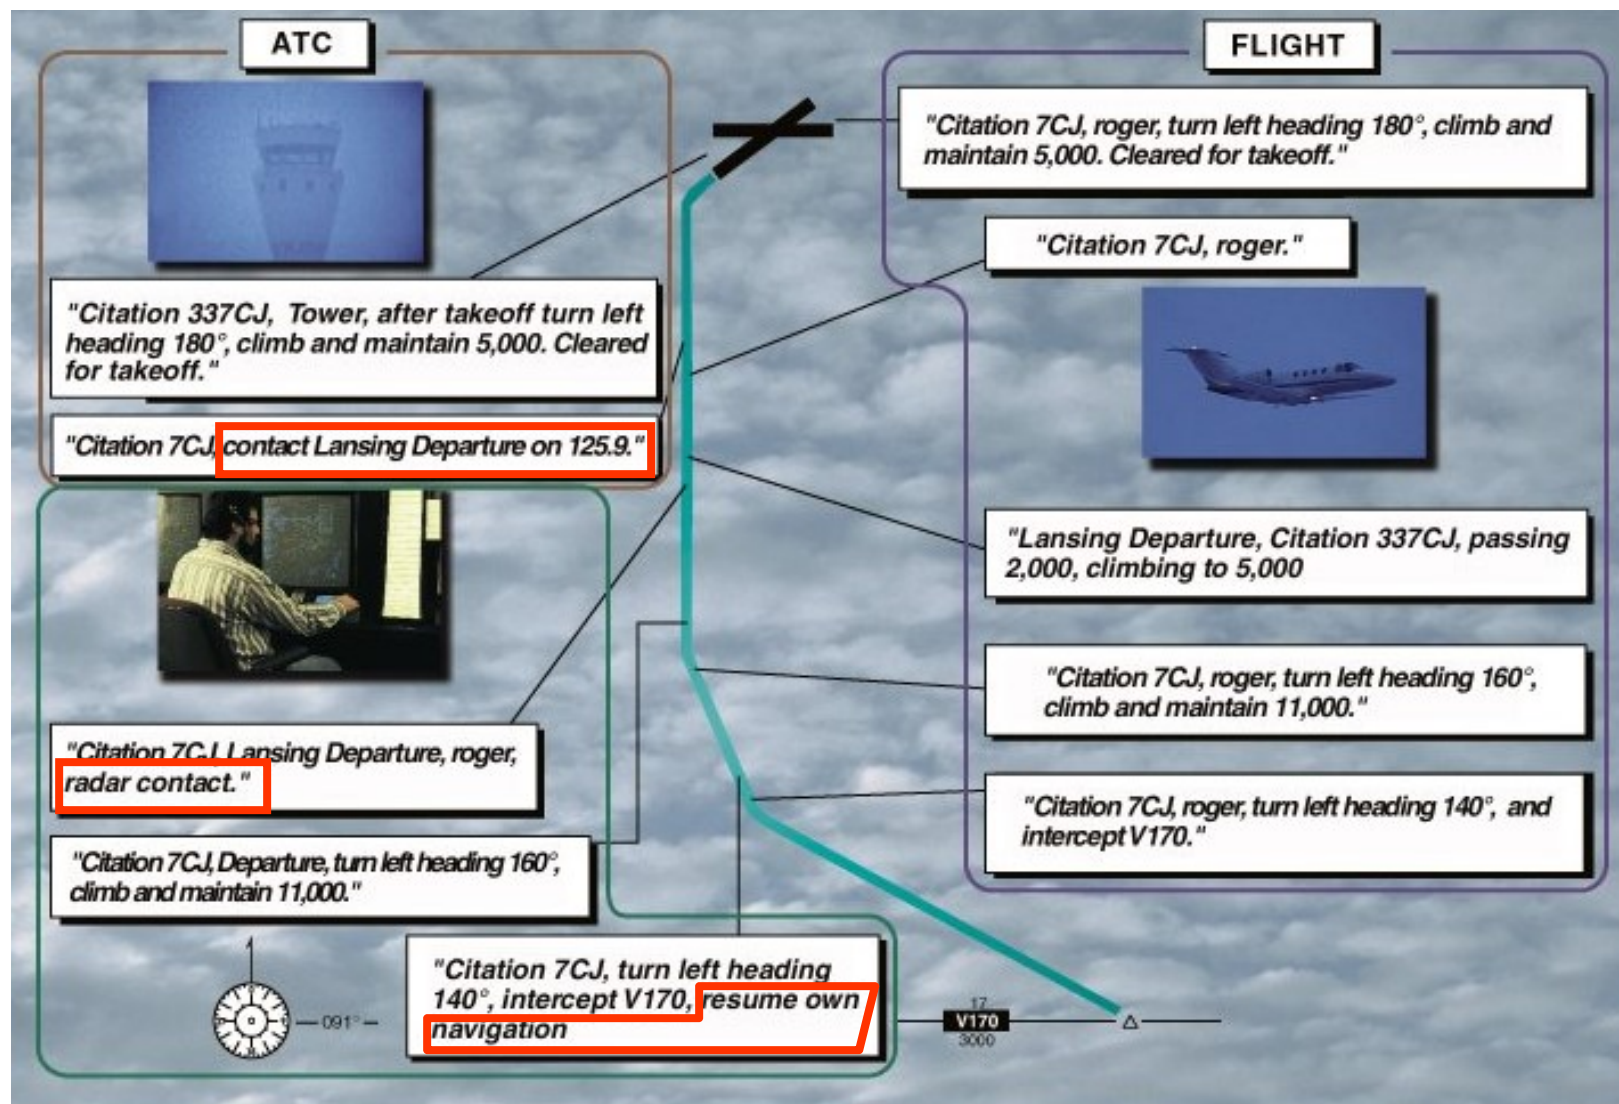 ATC
FLIGHT
"Citation 7CJ, roger, turn left heading 180°, climb and
maintain 5,000. Cleared for takeoff."
"Citation 7CJ, roger."
"Citation 337CJ, Tower, after takeoff turn left
heading 180°, climb and maintain 5,000. Cleared
for takeoff."
"Citation 7CJ, contact Lansing Departure on 125.9."
"Lansing Departure, Citation 337CJ, passing
2,000, climbing to 5,000
"Citation 7CJ, roger, turn left heading 160°,
climb and maintain 11,000."
"Citation 7CJ, Lansing Departure, roger,
radar contact."
"Citation 7CJ, roger, turn left heading 140°, and
intercept V170."
"Citation 7CJ, Departure, turn left heading 160°,
climb and maintain 11,000."
"Citation 7CJ, turn left heading
140°, intercept V170, resume own
navigation
091°
17
V170
3000